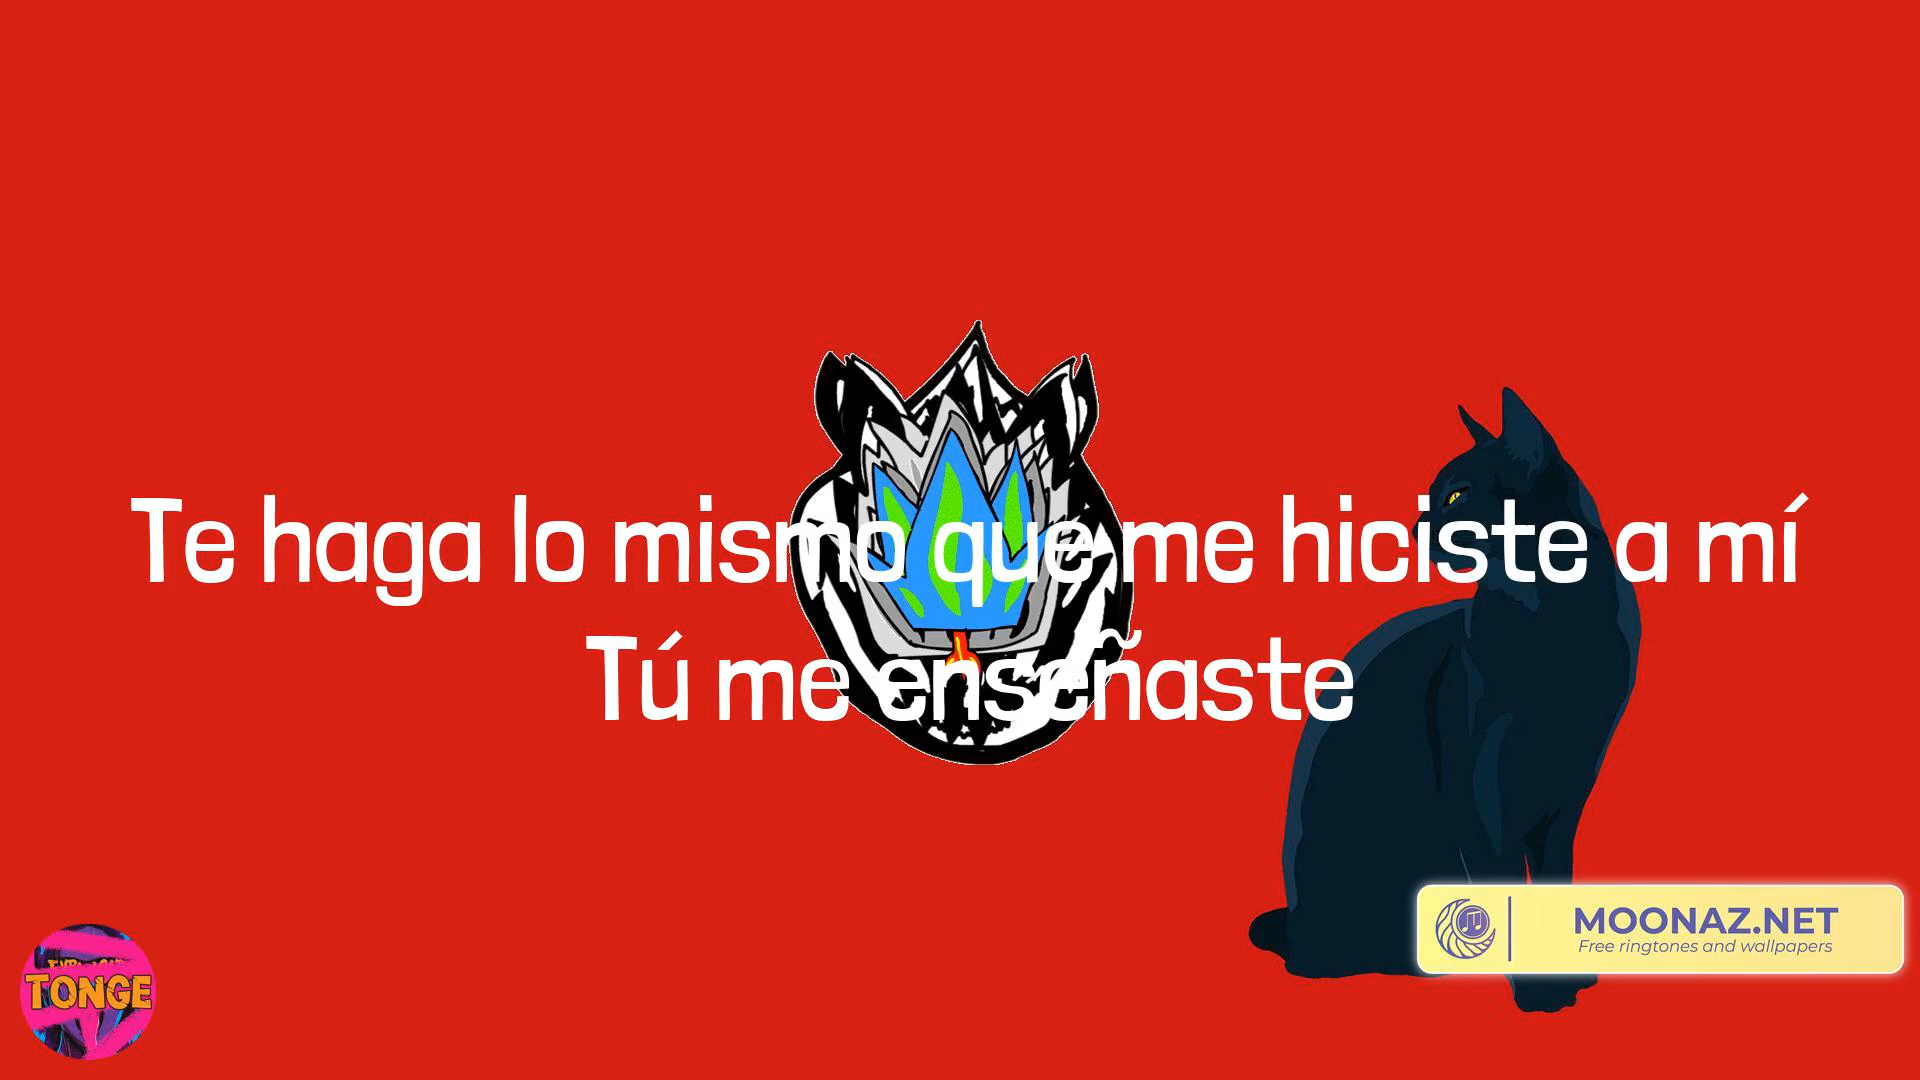 Te haga lo mismo que me hiciste a mí
Tú me enseñaste
MOONAZ.NET
Free ringtones and wallpapers
TONGE